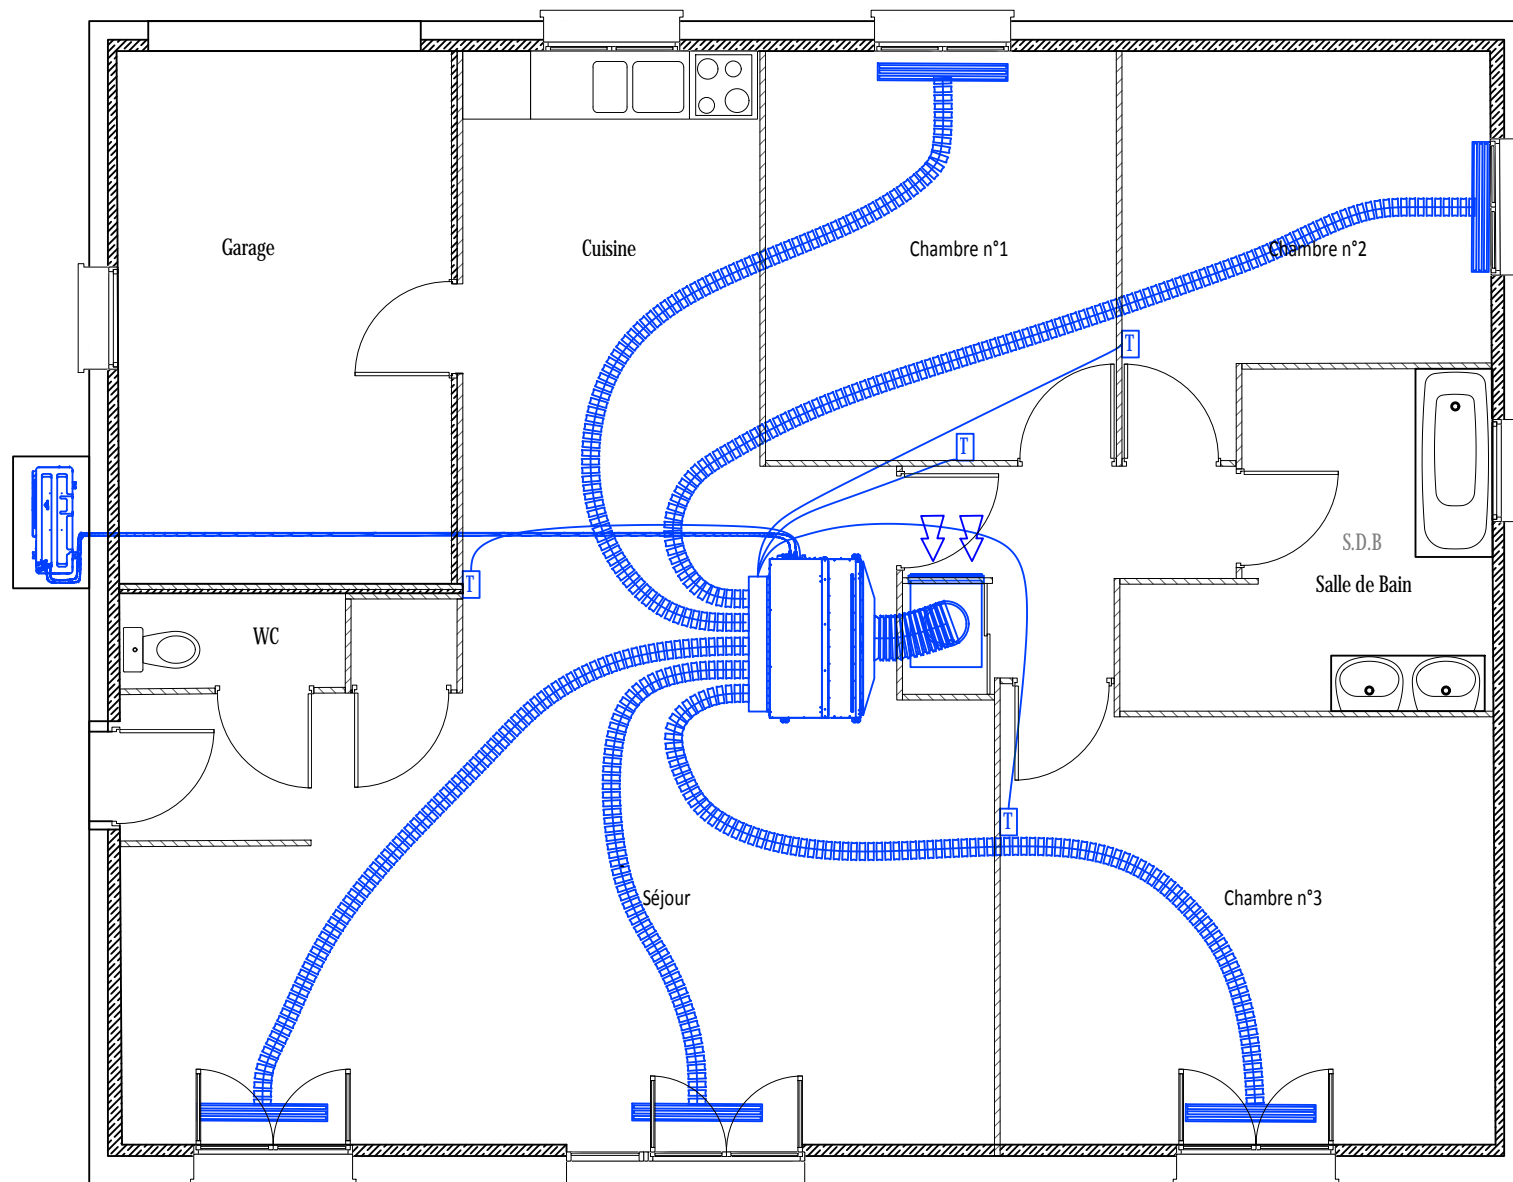 Garage
Cuisine
Chambre n°1
Chambre n°2
T
T
S.D.B
T
Salle de Bain
WC
T
Séjour
Chambre n°3